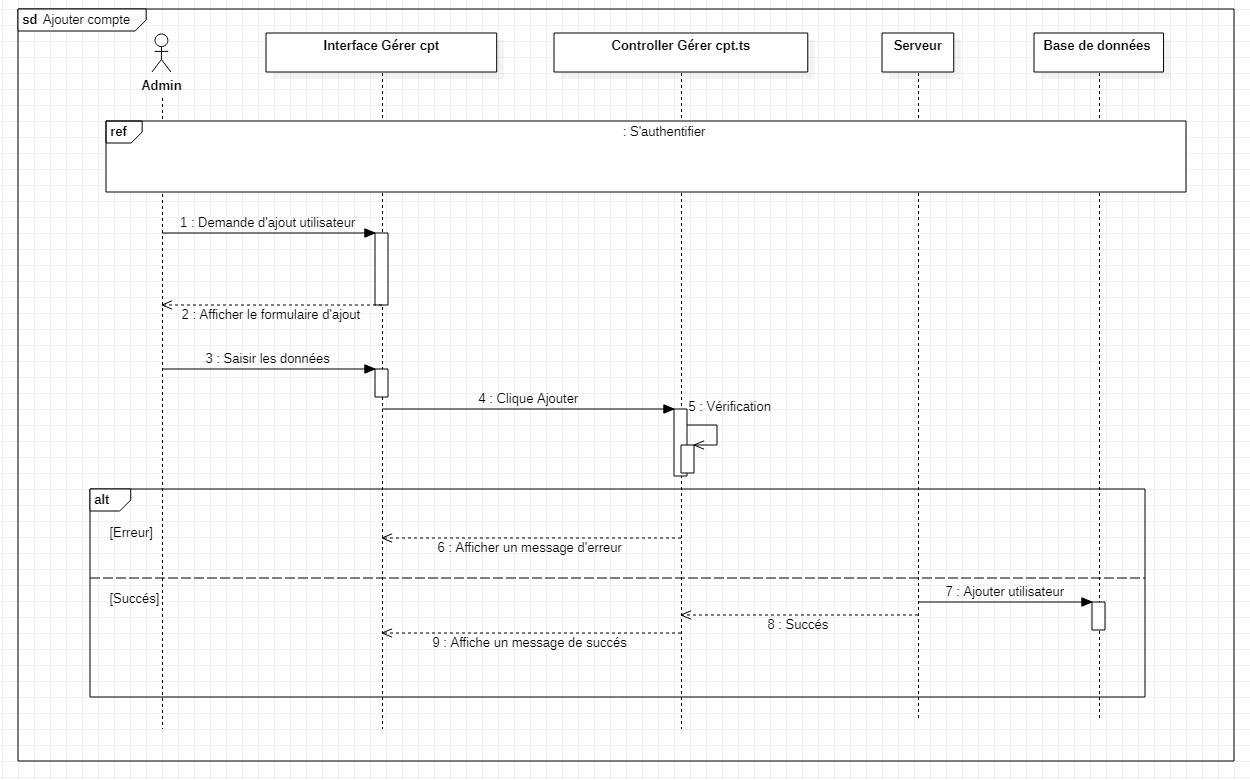 sd Ajouter compte
Interface Gérer cpt
Controller Gérer cpt.ts
Serveur
Base de données
Admin
ref
: S'authentifier
1 : Demande d'ajout utilisateur
2 : Afficher le formulaire d'ajout
3 : Saisir les données
4 : Clique Ajouter
5 : Vérification
alt
[Erreur]
6 : Afficher un message d'erreur
[Succés]
7 : Ajouter utilisateur
8 : Succés
9 : Affiche un message de succés